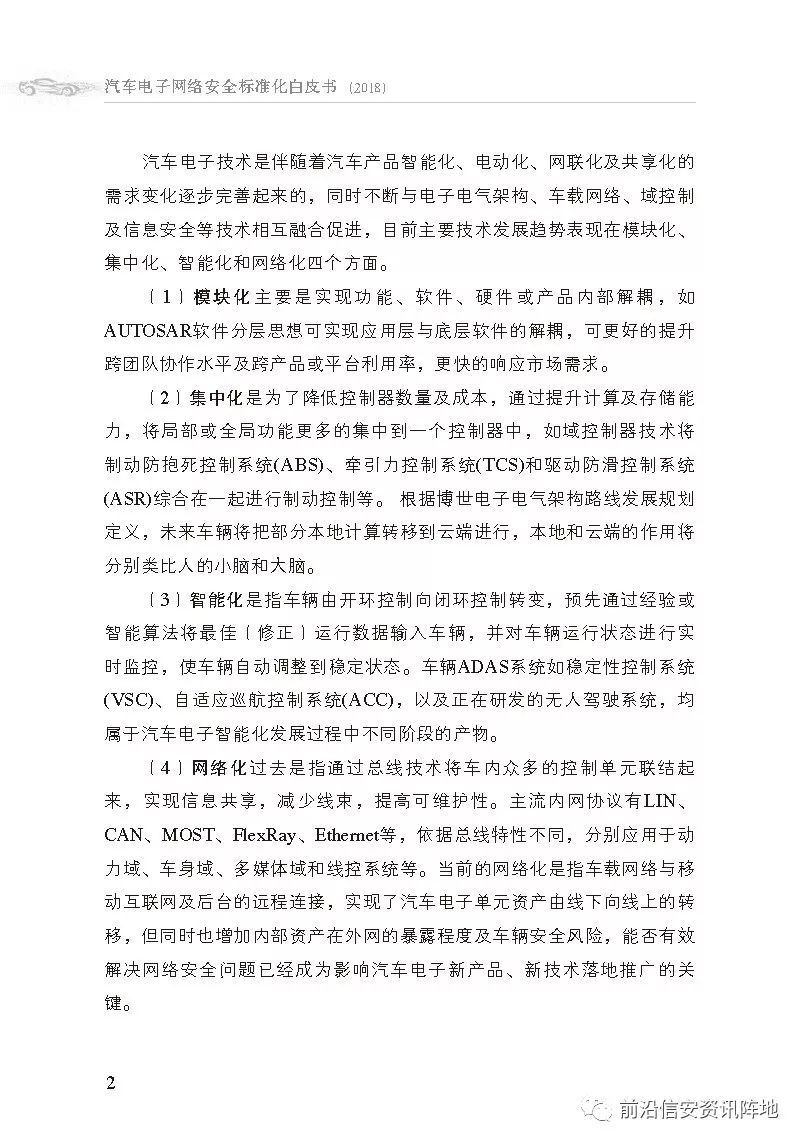 汽车电子网络安全标准化白皮书 (2018)
汽车电子技术是伴随着汽车产品智能化、电动化、网联化及共享化的
需求变化逐步完善起来的，同时不断与电子电气架构、车载网络、域控制
及信息安全等技术相互融合促进，目前主要技术发展趋势表现在模块化、
集中化、智能化和网络化四个方面。
（1）模块化主要是实现功能、软件、硬件或产品内部解耦，如
AUTOSAR软件分层思想可实现应用层与底层软件的解耦，可更好的提升
跨团队协作水平及跨产品或平台利用率，更快的响应市场需求。
（2）集中化是为了降低控制器数量及成本，通过提升计算及存储能
力，将局部或全局功能更多的集中到一个控制器中，如域控制器技术将
制动防抱死控制系统(ABS)、牵引力控制系统(TCS)和驱动防滑控制系统
(ASR)综合在一起进行制动控制等。 根据博世电子电气架构路线发展规划
定义，未来车辆将把部分本地计算转移到云端进行，本地和云端的作用将
分别类比人的小脑和大脑。
（3）智能化是指车辆由开环控制向闭环控制转变，预先通过经验或
智能算法将最佳（修正）运行数据输入车辆，并对车辆运行状态进行实
时监控，使车辆自动调整到稳定状态。车辆ADAS系统如稳定性控制系统
(VSC)、自适应巡航控制系统(ACC)，以及正在研发的无人驾驶系统，均
属于汽车电子智能化发展过程中不同阶段的产物。
（4）网络化过去是指通过总线技术将车内众多的控制单元联结起
来，实现信息共享，减少线束，提高可维护性。主流内网协议有LIN、
CAN、MOST、FlexRay、Ethernet等，依据总线特性不同，分别应用于动
力域、车身域、多媒体域和线控系统等。当前的网络化是指车载网络与移
动互联网及后台的远程连接，实现了汽车电子单元资产由线下向线上的转
移，但同时也增加内部资产在外网的暴露程度及车辆安全风险，能否有效
解决网络安全问题已经成为影响汽车电子新产品、新技术落地推广的关
键。
2
前沿信安资讯阵地